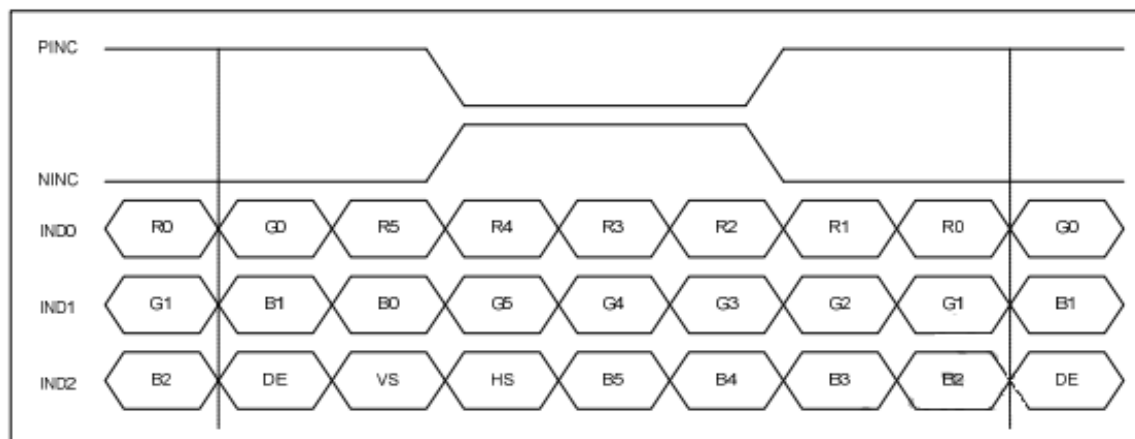 PINC
NINC
IND0 R0 G0 R5 R4 R3 R2 R1 R0 G0
IND1 G1 B1 B0 G5 G4 G3 G2 G1 B1
IND2 B2 DE VS HS B5 B4 B3 B2 DE